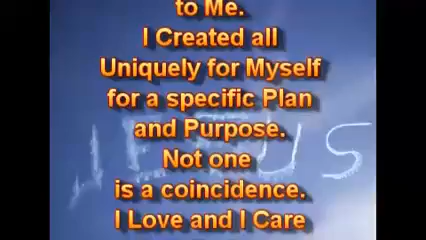 to Me.
I Created all
Uniquely for Myself
for a specific Plan
and Purpose.
Not one
is a coincidence.
I Love and I Care
JESUS